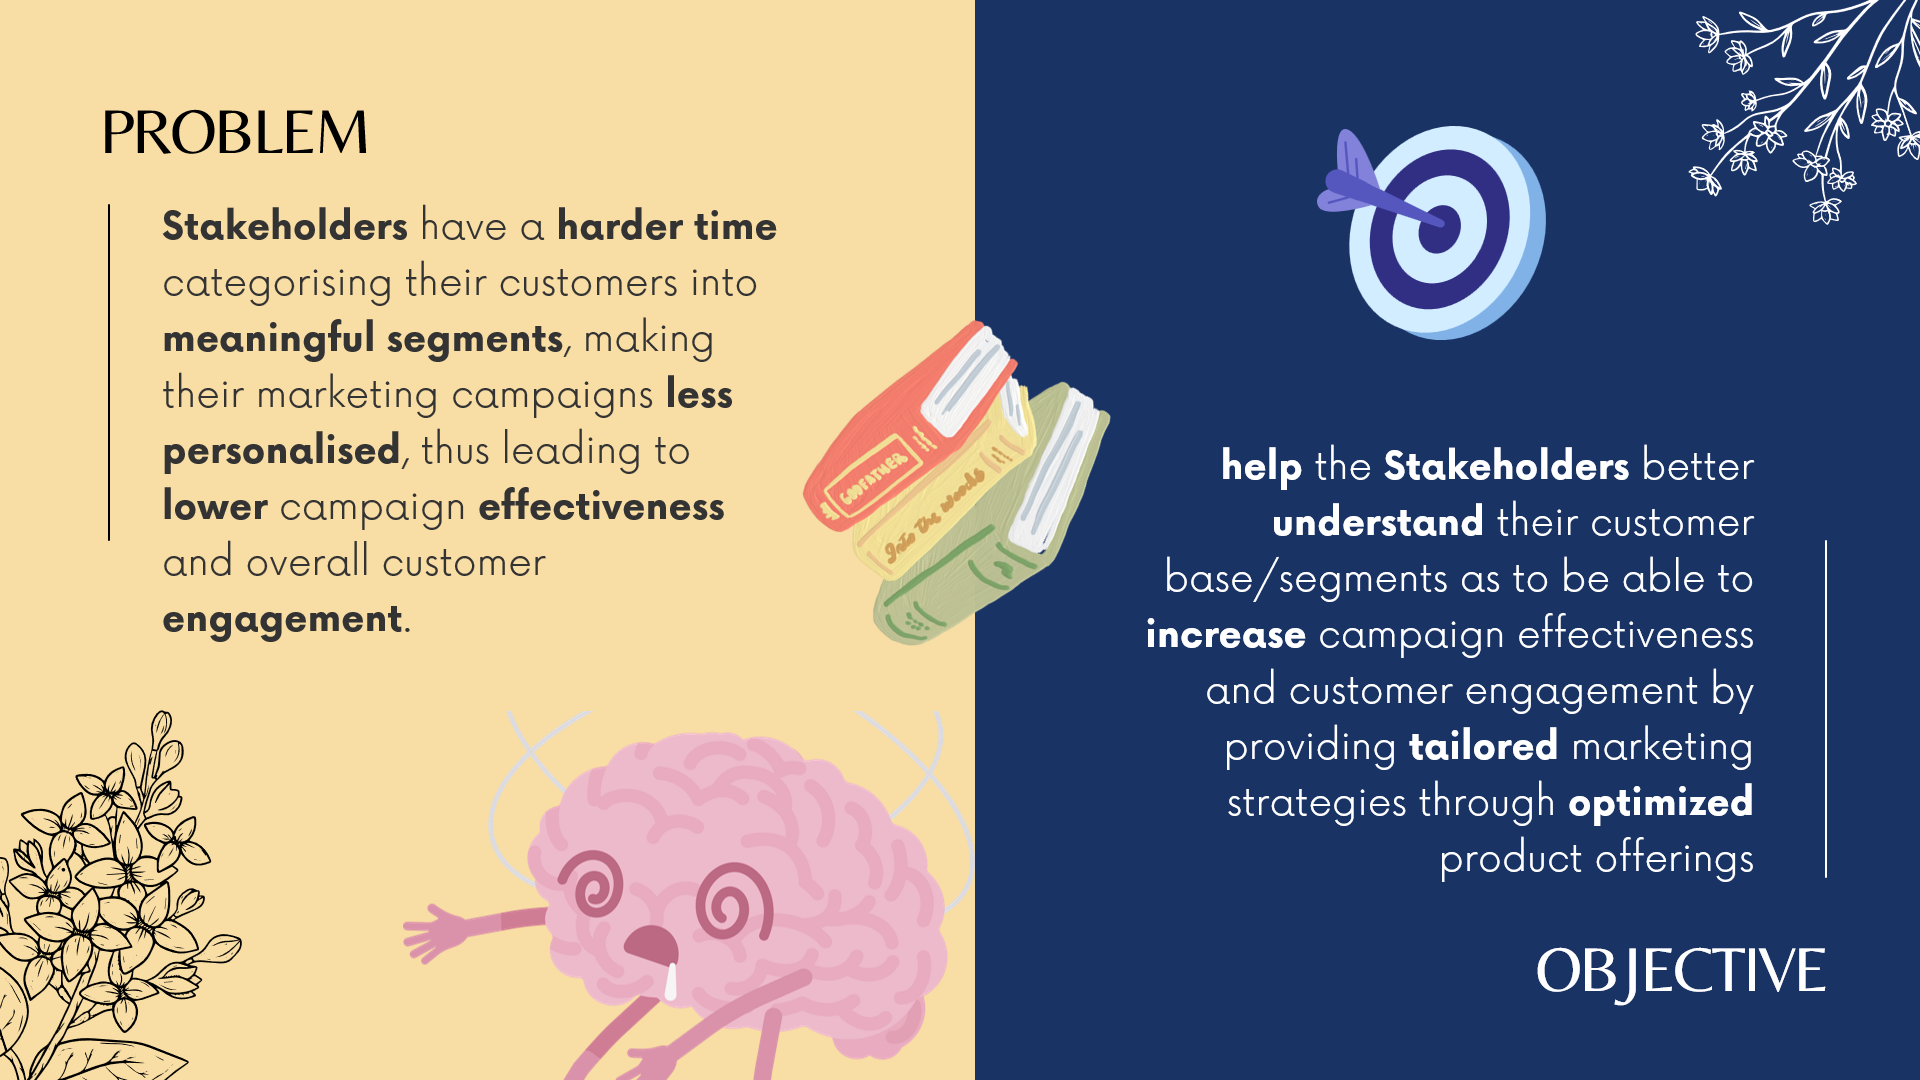 PROBLEM
Stakeholders have a harder time
categorising their customers into
meaningful segments, making
their marketing campaigns less
personalised, thus leading to
lower campaign effectiveness
and overall customer
engagement.
GODFATHER
Into the woods
help the Stakeholders better
understand their customer
base/segments as to be able to
increase campaign effectiveness
and customer engagement by
providing tailored marketing
strategies through optimized
product offerings
OBJECTIVE